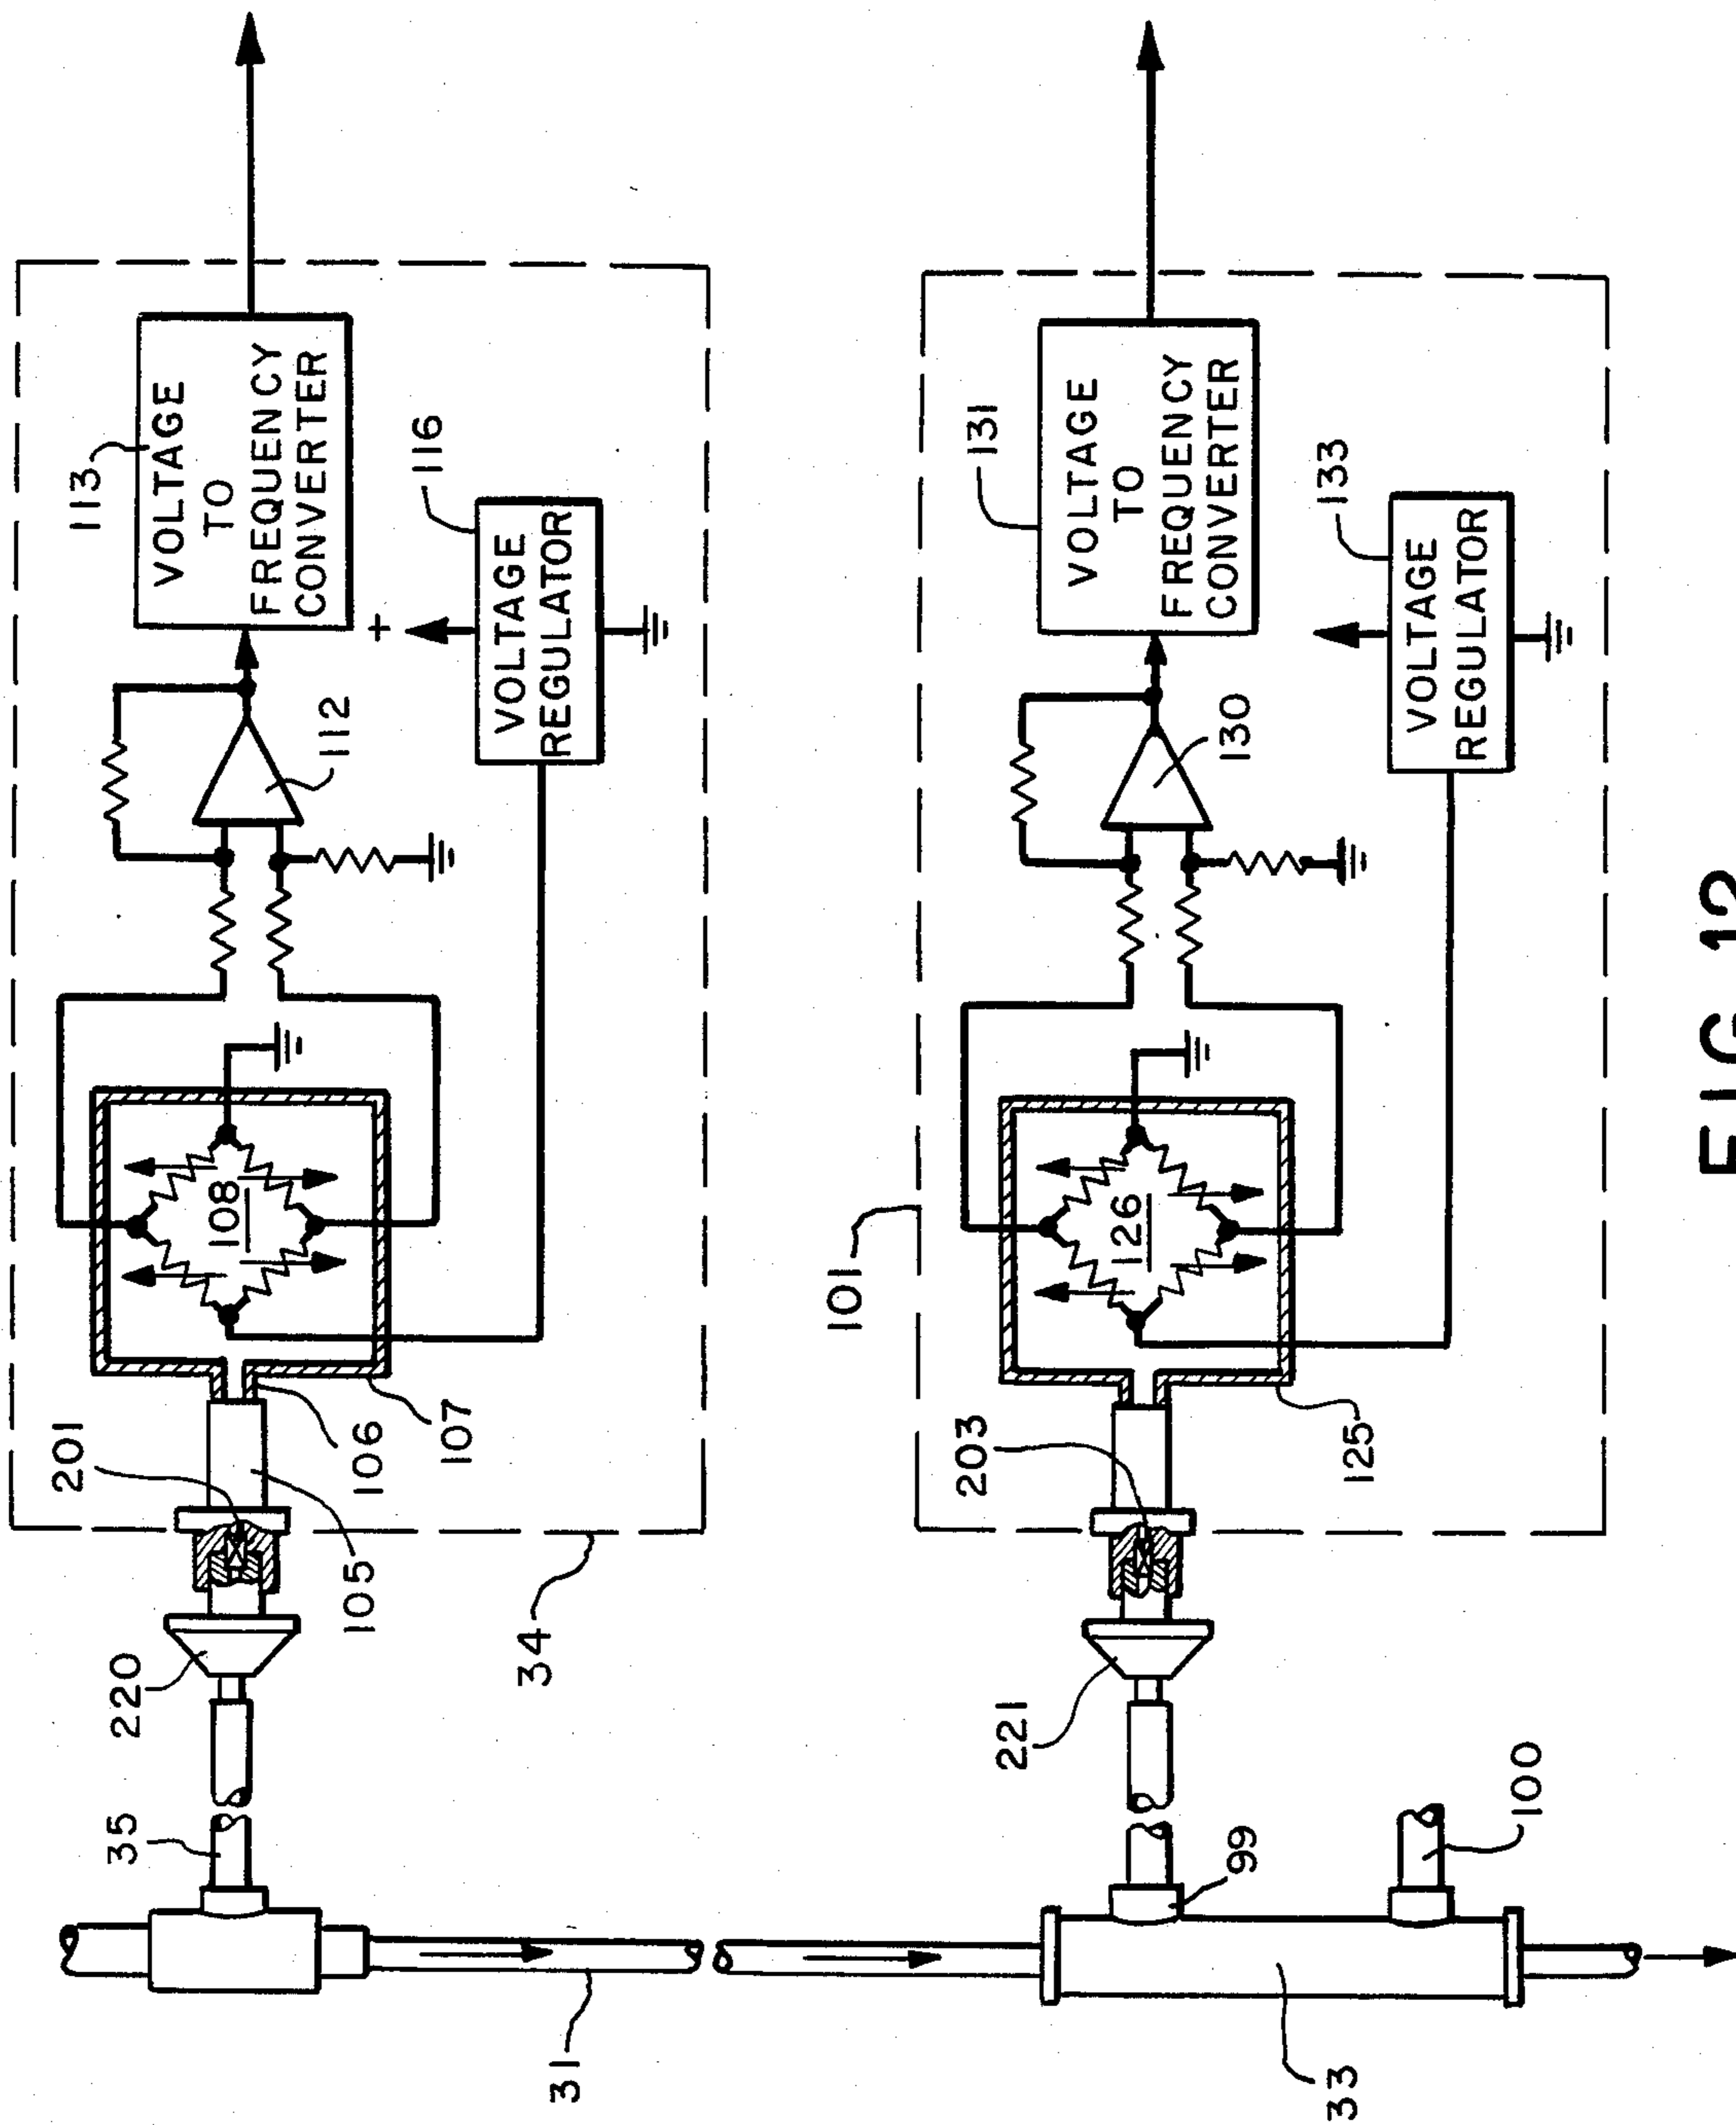 113
VOLTAGE
TO
FREQUENCY
CONVERTER
+
116
VOLTAGE
REGULATOR
112
108
201
106
107
105
220
34
35
31
131
VOLTAGE
TO
FREQUENCY
CONVERTER
133
VOLTAGE
REGULATOR
130
101
126
203
125
221
99
100
33
FIG 12